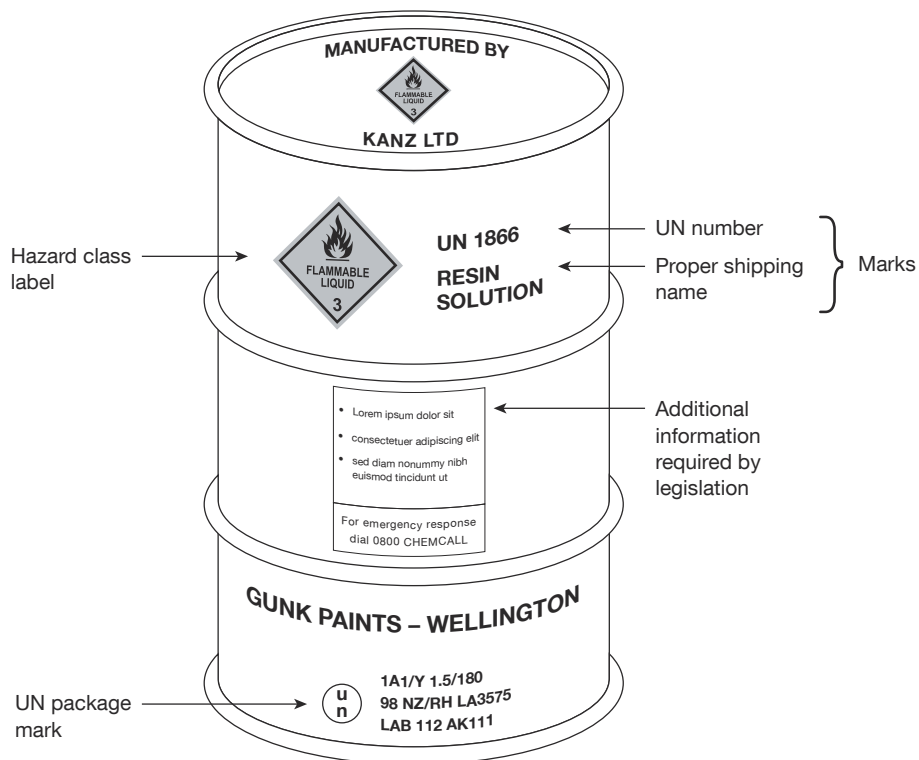 MANUFACTURED BY
FLAMMABLE
LIQUID
3
KANZ LTD
Hazard class
label
FLAMMABLE
LIQUID
3
UN 1866
RESIN
SOLUTION
UN number
Proper shipping
name
Marks
• Lorem ipsum dolor sit
• consectetuer adipiscing elit
• sed diam nonummy nibh
euismod tincidunt ut
For emergency response
dial 0800 CHEMCALL
Additional
information
required by
legislation
GUNK PAINTS – WELLINGTON
UN package
mark
u
n
1A1/Y 1.5/180
98 NZ/RH LA3575
LAB 112 AK111